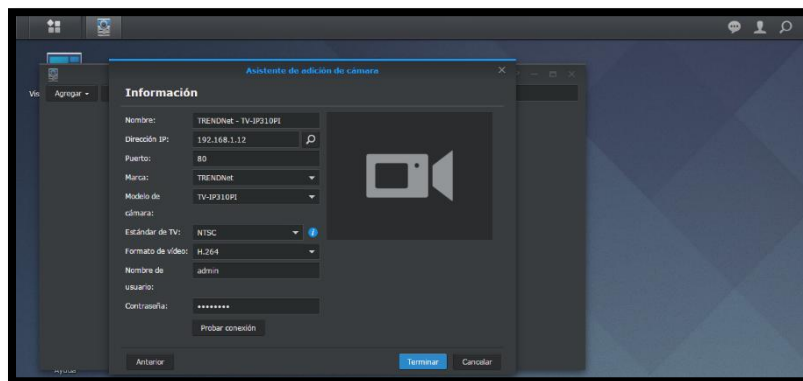 Asistente de adición de cámara
Vis
Agregar
Información
Nombre: TRENDNet - TV-IP310PI
Dirección IP: 192.168.1.12
Puerto: 80
Marca: TRENDNet
Modelo de cámara: TV-IP310PI
Estándar de TV: NTSC
Formato de vídeo: H.264
Nombre de usuario: admin
Contraseña: ••••••••
Probar conexión
Anterior
Terminar
Cancelar
Ayuda